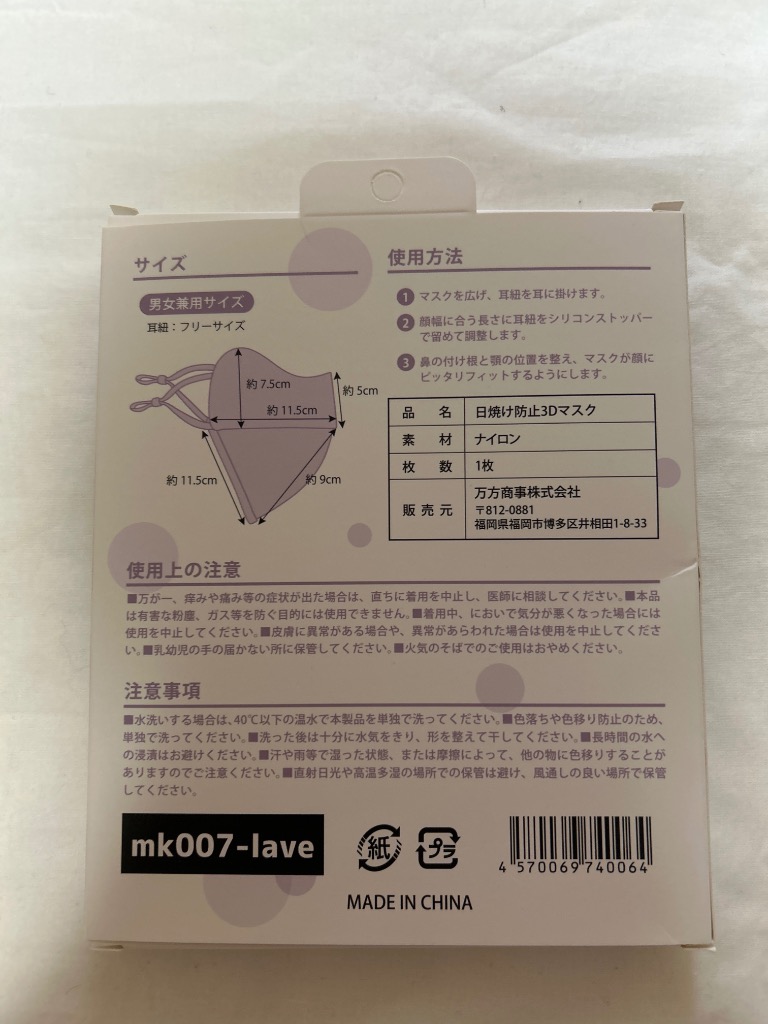 サイズ
男女兼用サイズ
耳紐：フリーサイズ
約 7.5cm
約 5cm
約 11.5cm
約 11.5cm
約 9cm
使用方法
1 マスクを広げ、耳紐を耳に掛けます。
2 顔幅に合う長さに耳紐をシリコンストッパー
で留めて調整します。
3 鼻の付け根と顎の位置を整え、マスクが顔に
ピッタリフィットするようにします。
品 名 日焼け防止3Dマスク
素 材 ナイロン
枚 数 1枚
販 売 元 万方商事株式会社
〒812-0881
福岡県福岡市博多区井相田1-8-33
使用上の注意
■万が一、痒みや痛み等の症状が出た場合は、直ちに着用を中止し、医師に相談してください。■本品
は有害な粉塵、ガス等を防ぐ目的には使用できません。■着用中、においで気分が悪くなった場合には
使用を中止してください。■皮膚に異常がある場合や、異常があらわれた場合は使用を中止してくださ
い。■乳幼児の手の届かない所に保管してください。■火気のそばでのご使用はおやめください。
注意事項
■水洗いする場合は、40℃以下の温水で本製品を単独で洗ってください。■色落ちや色移り防止のため、
単独で洗ってください。■洗った後は十分に水気をきり、形を整えて干してください。■長時間の水へ
の浸漬はお避けください。■汗や雨等で湿った状態、または摩擦によって、他の物に色移りすることが
ありますのでご注意ください。■直射日光や高温多湿の場所での保管は避け、風通しの良い場所で保管
してください。
mk007-lave
紙
プラ
4 570069 740064
MADE IN CHINA